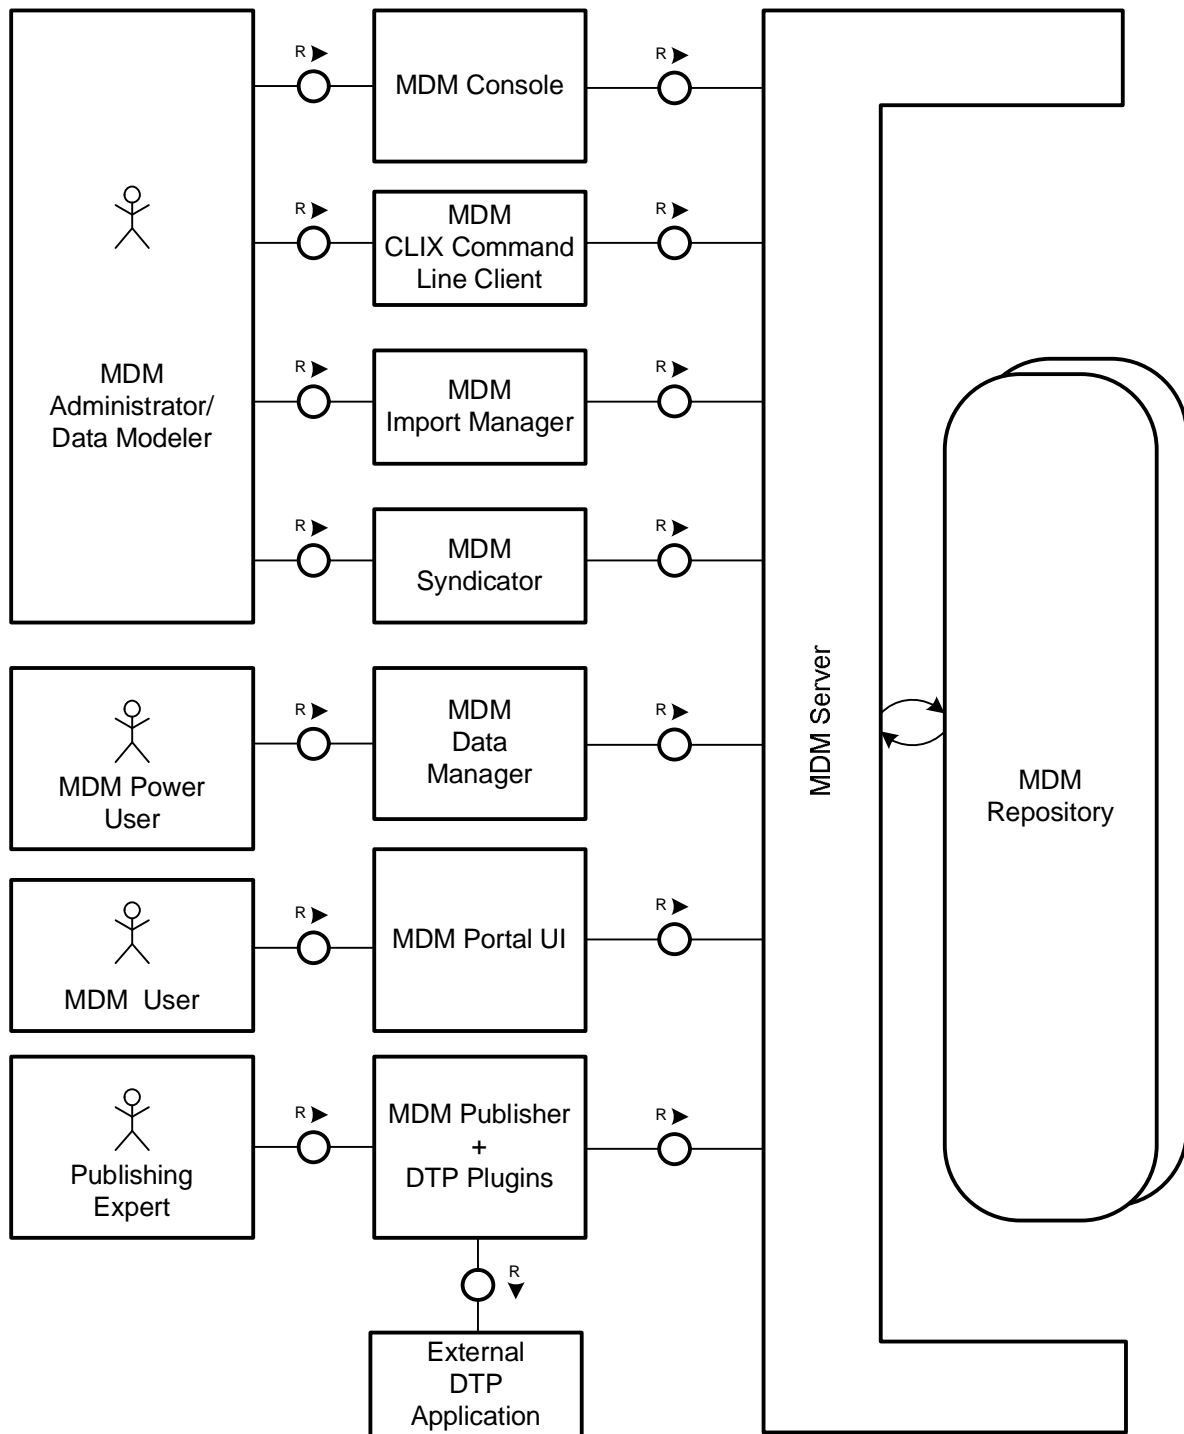 R
MDM Console
R
R
MDM
CLIX Command
Line Client
R
MDM
Administrator/
Data Modeler
R
MDM
Import Manager
R
R
MDM
Syndicator
R
MDM Power
User
R
MDM
Data
Manager
R
MDM Server
MDM
Repository
MDM  User
R
MDM Portal UI
R
Publishing
Expert
R
MDM Publisher
+
DTP Plugins
R
R
External
DTP
Application